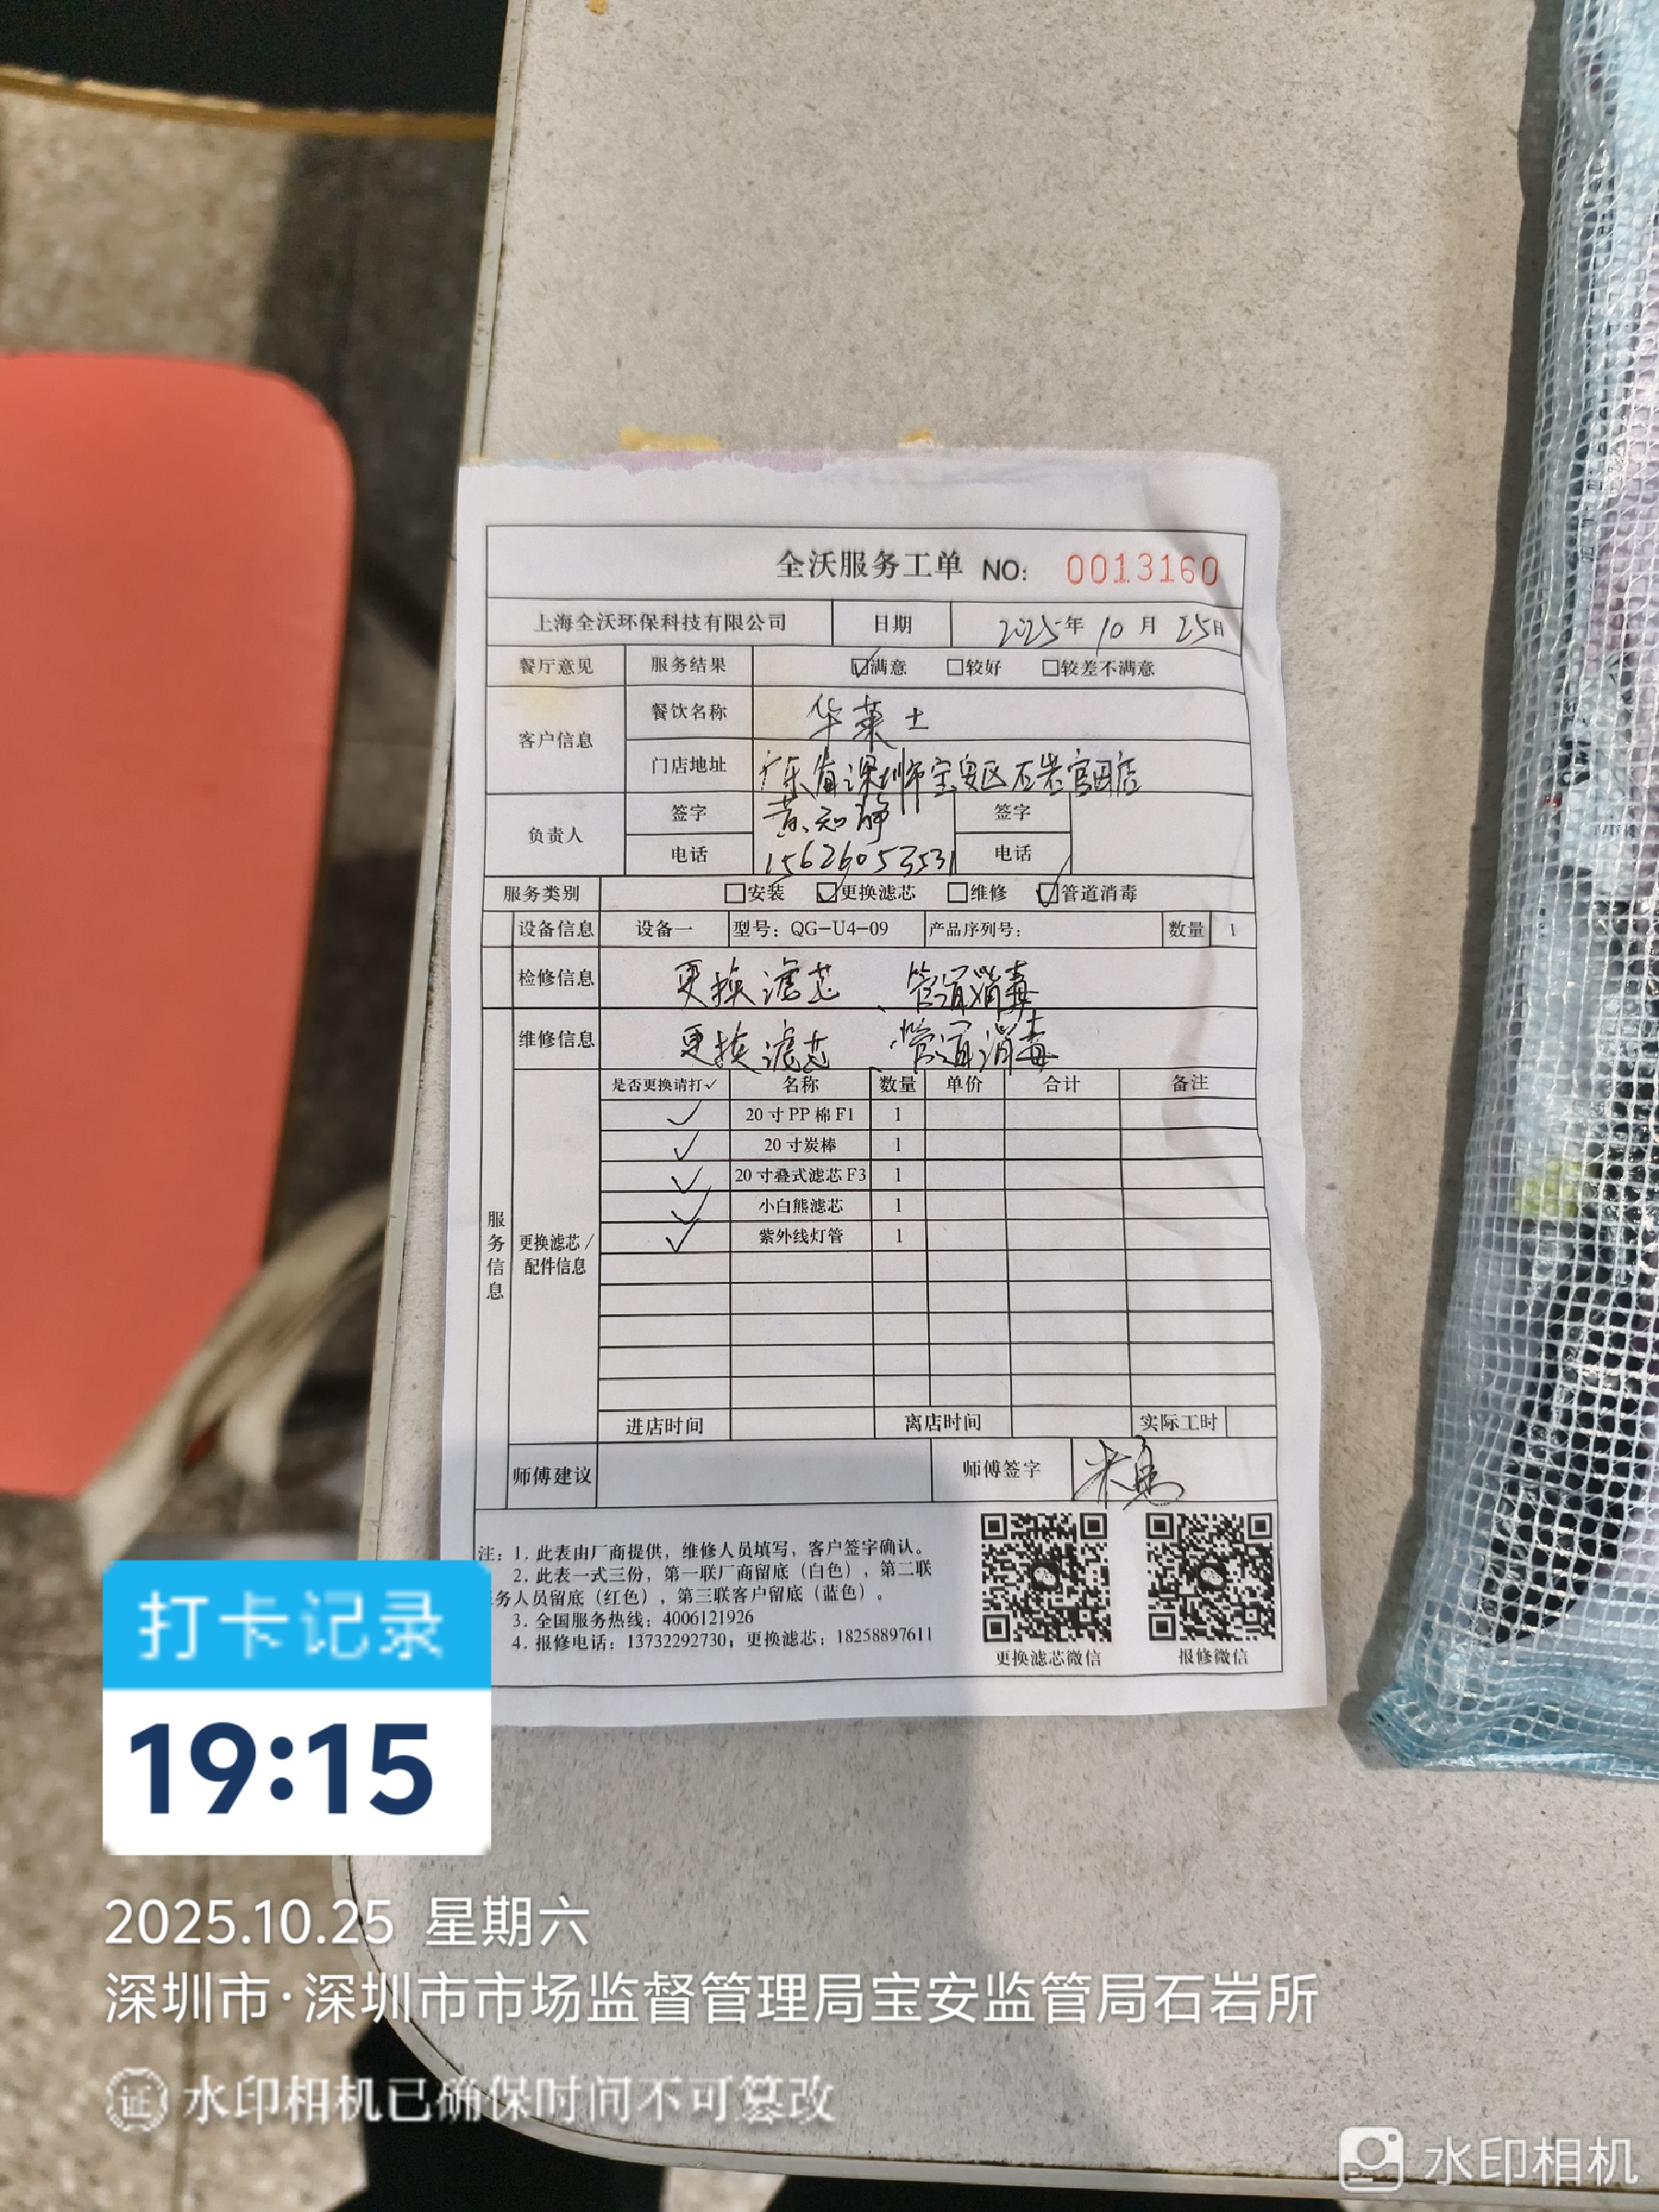 全沃服务工单 NO: 0013160
上海全沃环保科技有限公司 日期 2025年 10 月 25日
餐厅意见 服务结果 ☑满意 □较好 □较差不满意
客户信息 餐饮名称 华莱士
门店地址 广东省深圳市宝安区石岩官田店
负责人 签字 黄知静 签字
电话 15626053531 电话
服务类别 □安装 ☑更换滤芯 □维修 ☑管道消毒
设备信息 设备一 型号: QG-U4-09 产品序列号: 数量 1
检修信息 更换滤芯、管道消毒
维修信息 更换滤芯、管道消毒
服务信息 更换滤芯/配件信息
是否更换请打✓ 名称 数量 单价 合计 备注
✓ 20寸PP棉F1 1
✓ 20寸炭棒 1
✓ 20寸叠式滤芯F3 1
✓ 小白熊滤芯 1
✓ 紫外线灯管 1
进店时间 离店时间 实际工时
师傅建议 师傅签字
注: 1. 此表由厂商提供, 维修人员填写, 客户签字确认。
2. 此表一式三份, 第一联厂商留底 (白色), 第二联
务人员留底 (红色), 第三联客户留底 (蓝色)。
3. 全国服务热线: 4006121926
4. 报修电话: 13732292730; 更换滤芯: 18258897611
更换滤芯微信 报修微信
打卡记录
19:15
2025.10.25 星期六
深圳市·深圳市市场监督管理局宝安监管局石岩所
证 水印相机已确保时间不可篡改
水印相机